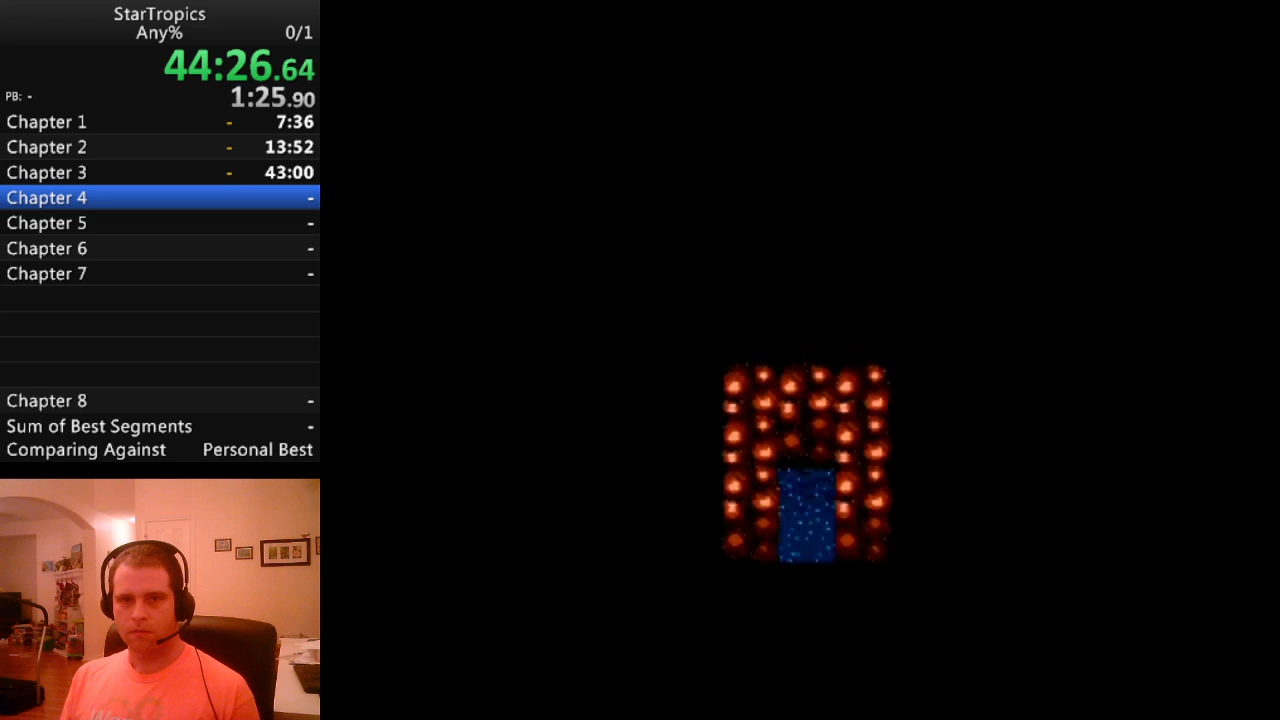 StarTropics
Any% 0/1
44:26.64
PB: - 1:25.90
Chapter 1 - 7:36
Chapter 2 - 13:52
Chapter 3 - 43:00
Chapter 4 -
Chapter 5 -
Chapter 6 -
Chapter 7 -
Chapter 8 -
Sum of Best Segments -
Comparing Against Personal Best